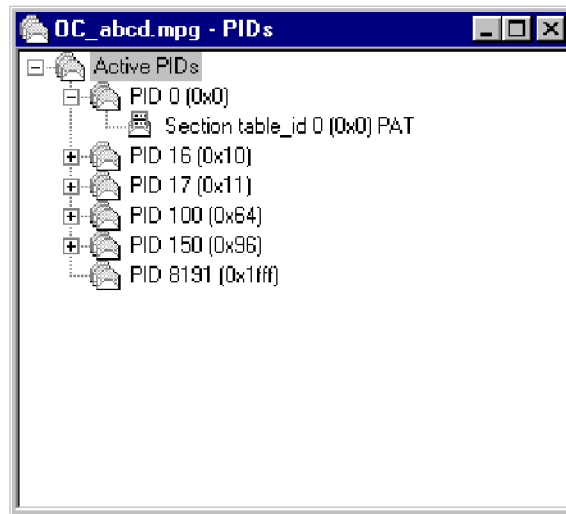 OC_abcd.mpg - PIDs
Active PIDs
PID 0 (0x0)
Section table_id 0 (0x0) PAT
PID 16 (0x10)
PID 17 (0x11)
PID 100 (0x64)
PID 150 (0x96)
PID 8191 (0x1fff)